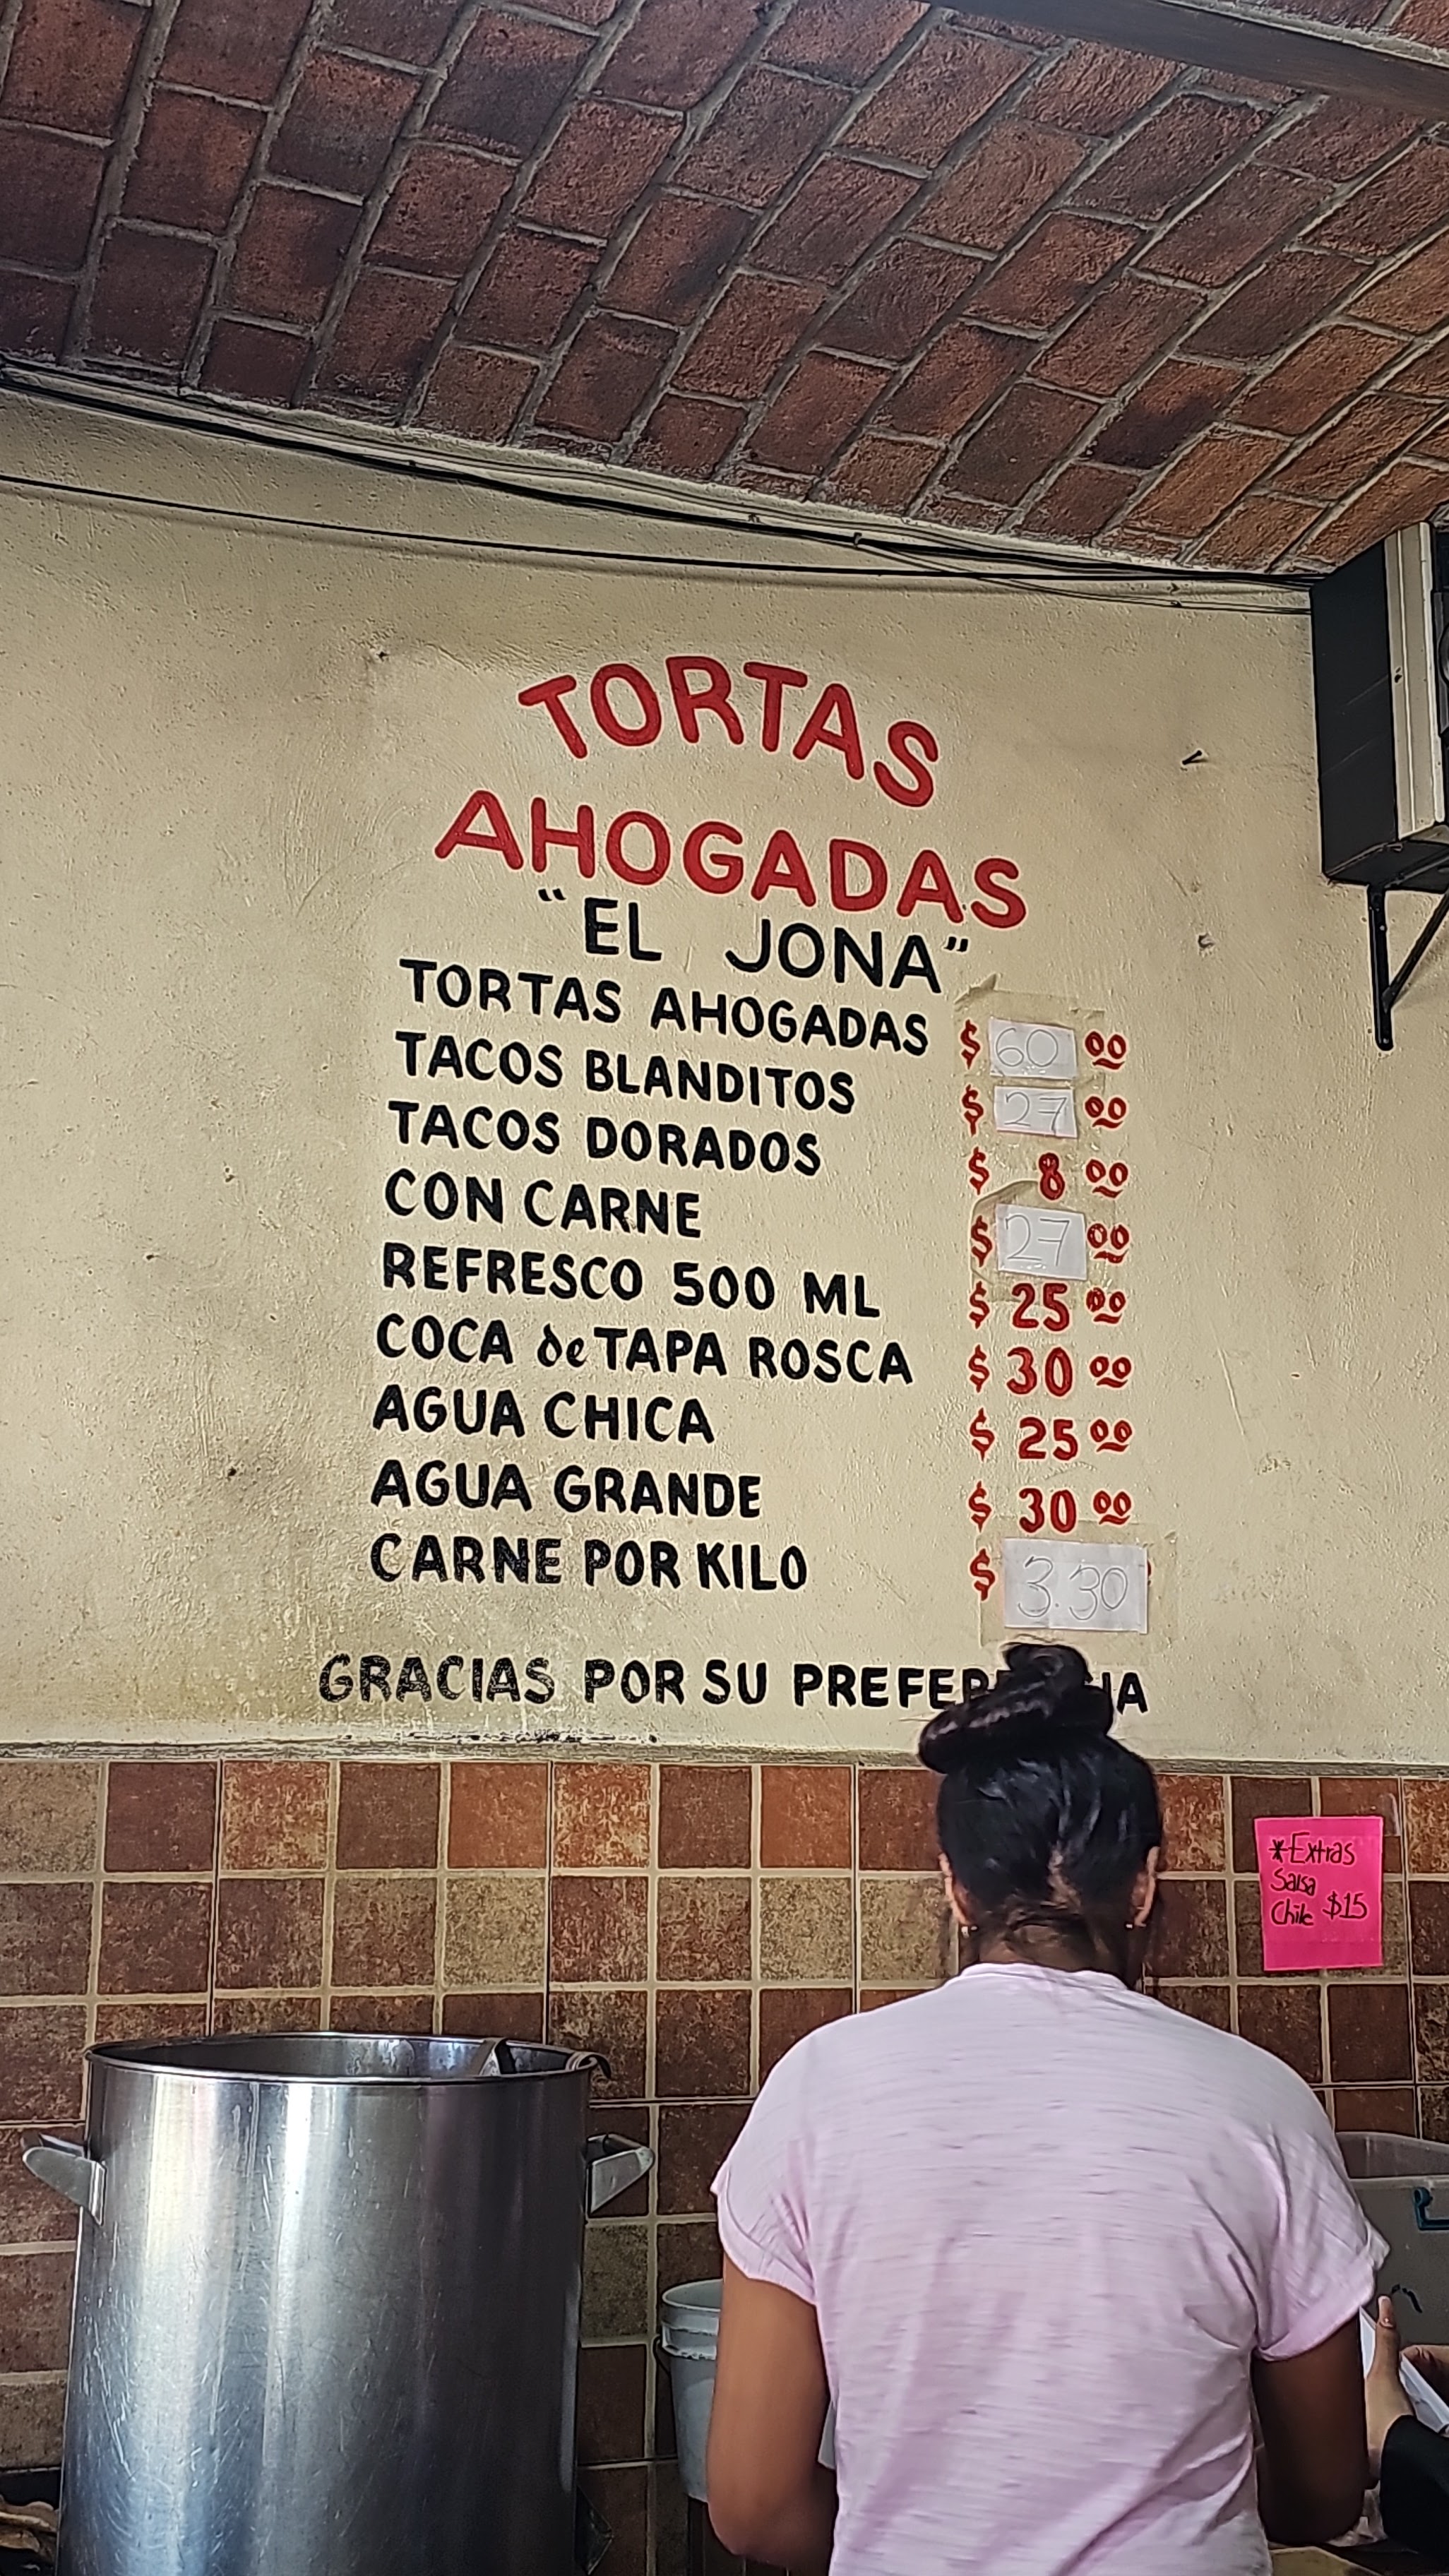 TORTAS
AHOGADAS
"EL JONA"
TORTAS AHOGADAS $ 60 00
TACOS BLANDITOS $ 27 00
TACOS DORADOS $ 8 00
CON CARNE $ 27 00
REFRESCO 500 ML $ 25 00
COCA de TAPA ROSCA $ 30 00
AGUA CHICA $ 25 00
AGUA GRANDE $ 30 00
CARNE POR KILO $ 3.30
GRACIAS POR SU
*Extras
Salsa
Chile $15